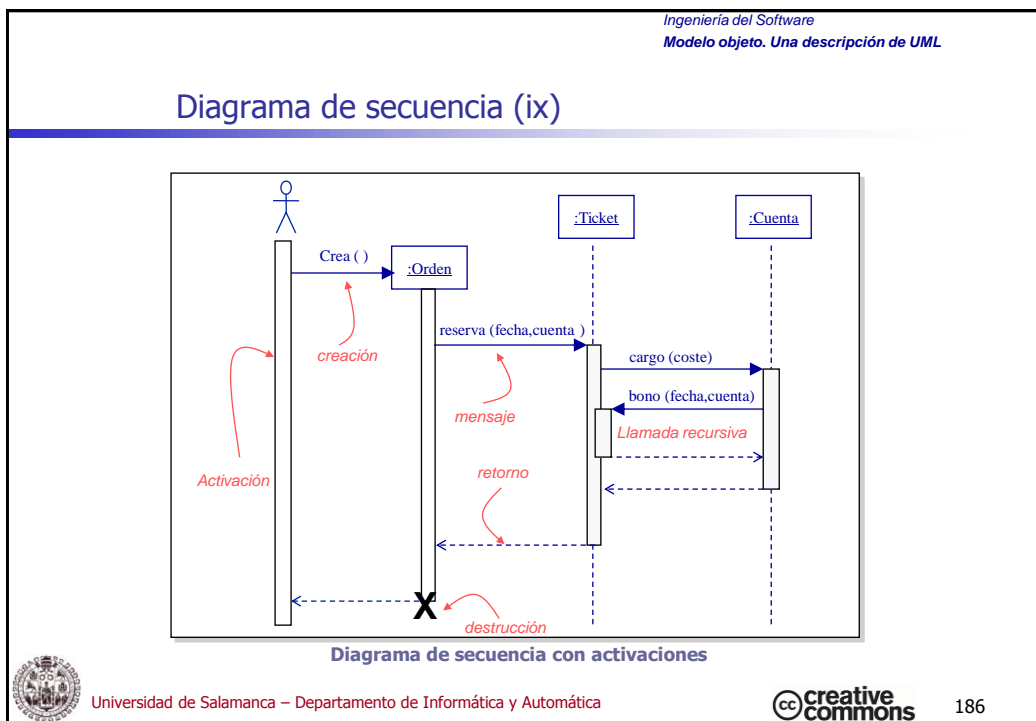 Ingeniería del Software
Modelo objeto. Una descripción de UML
Diagrama de secuencia (ix)
:Ticket
:Cuenta
Crea ( )
:Orden
reserva (fecha,cuenta )
creación
cargo (coste)
bono (fecha,cuenta)
mensaje
Llamada recursiva
Activación
retorno
X
destrucción
Diagrama de secuencia con activaciones
Universidad de Salamanca – Departamento de Informática y Automática
cc creative commons
186